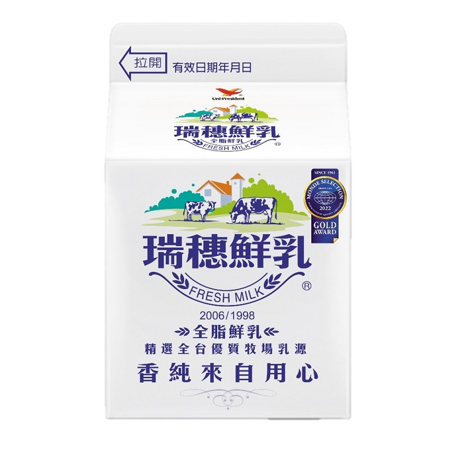 拉開
有效日期年月日
Uni-President
瑞穗鮮乳
全脂鮮乳
FRESH MILK
®
SINCE 1961
MONDE SELECTION
2022
GOLD
AWARD
瑞穗鮮乳
FRESH MILK
®
2006/1998
全脂鮮乳
精選全台優質牧場乳源
香純來自用心